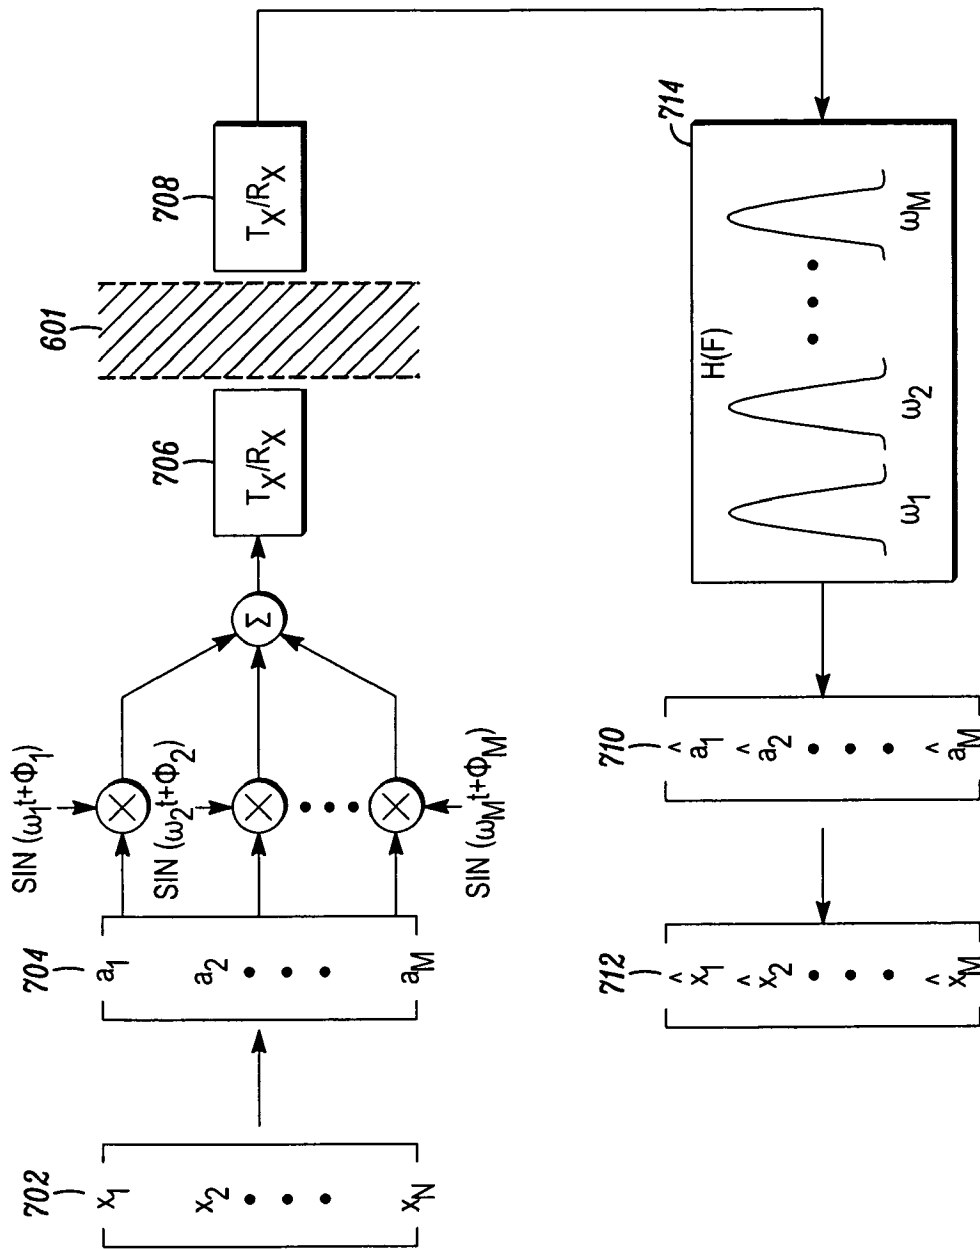 702
x1
x2
xN
704
a1
a2
aM
SIN (ω1t+Φ1)
SIN (ω2t+Φ2)
SIN (ωMt+ΦM)
Σ
706
TX/RX
601
708
TX/RX
714
H(F)
ω1
ω2
ωM
710
â1
â2
âM
712
x̂1
x̂2
x̂M